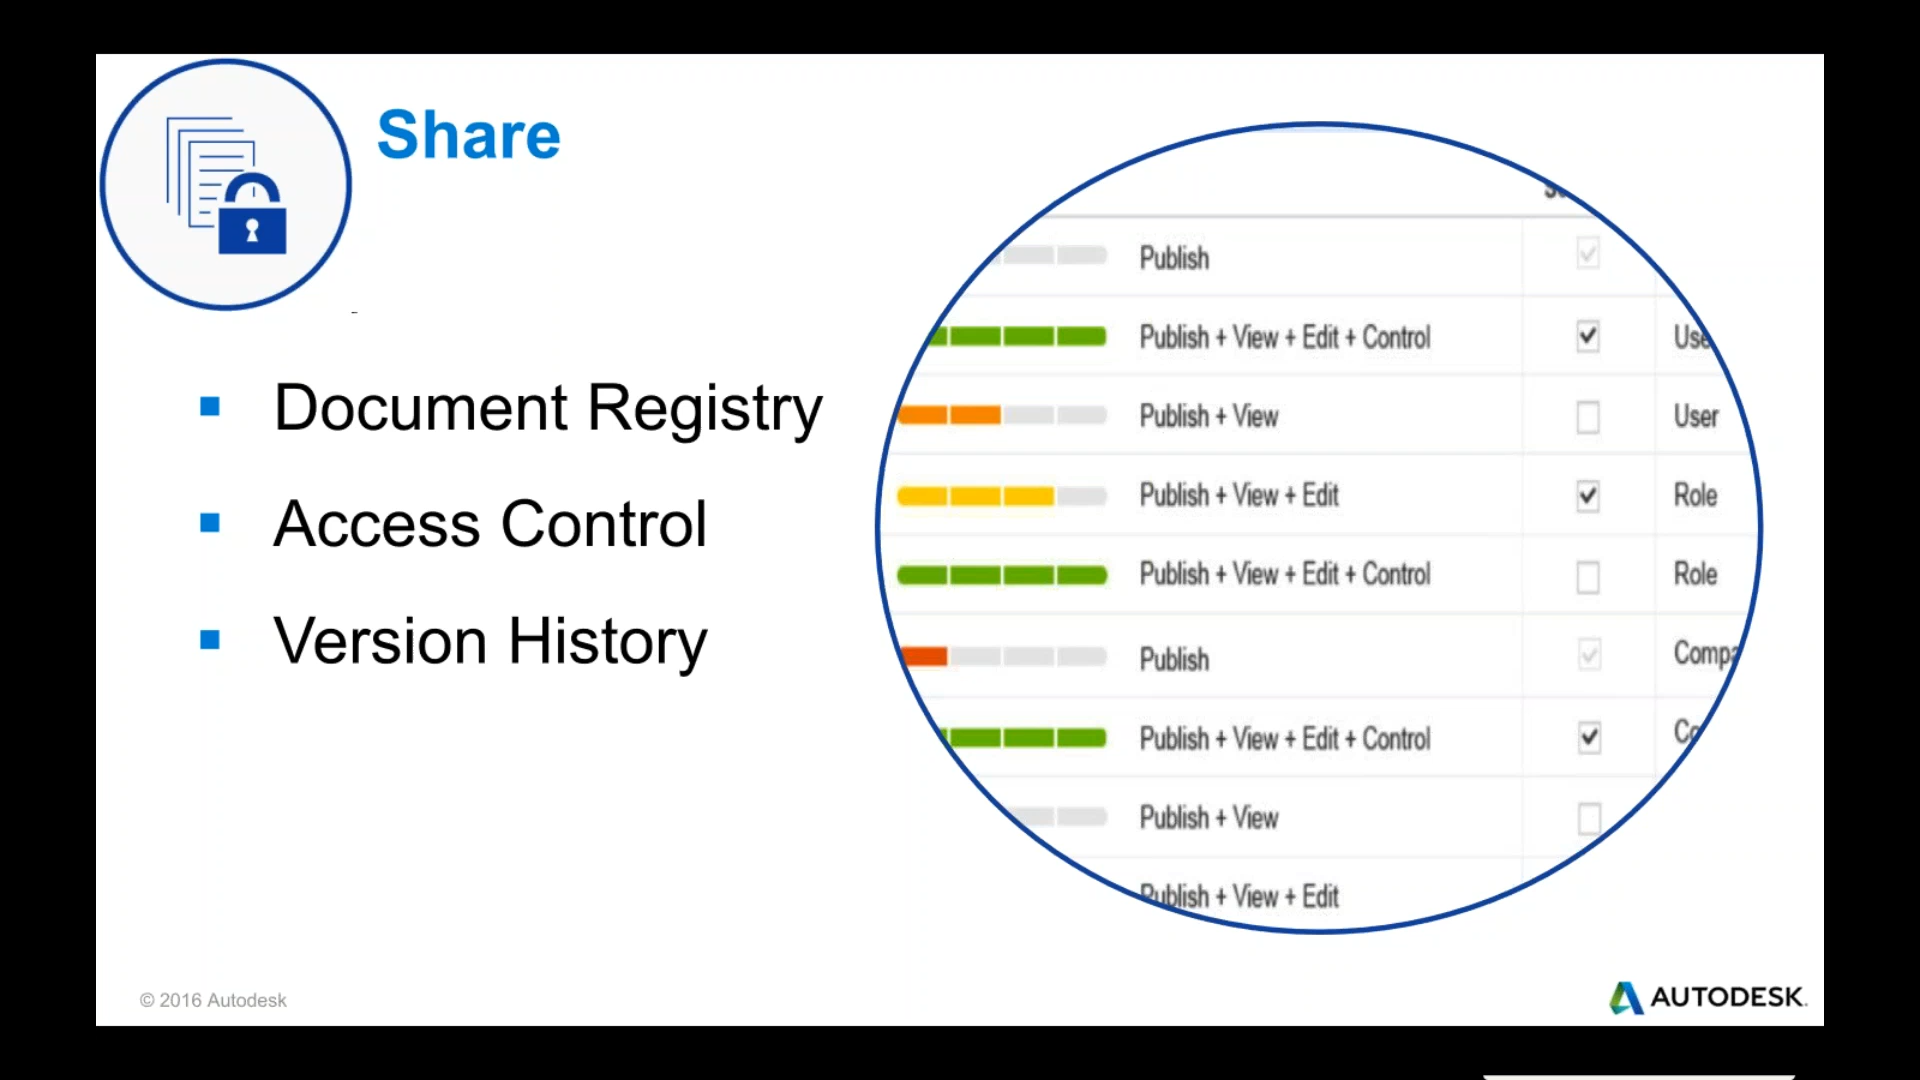 Share
Document Registry
Access Control
Version History
Publish
Publish + View + Edit + Control
Publish + View
User
Publish + View + Edit
Role
Publish + View + Edit + Control
Role
Publish
Publish + View + Edit + Control
Publish + View
Publish + View + Edit
© 2016 Autodesk
AUTODESK.